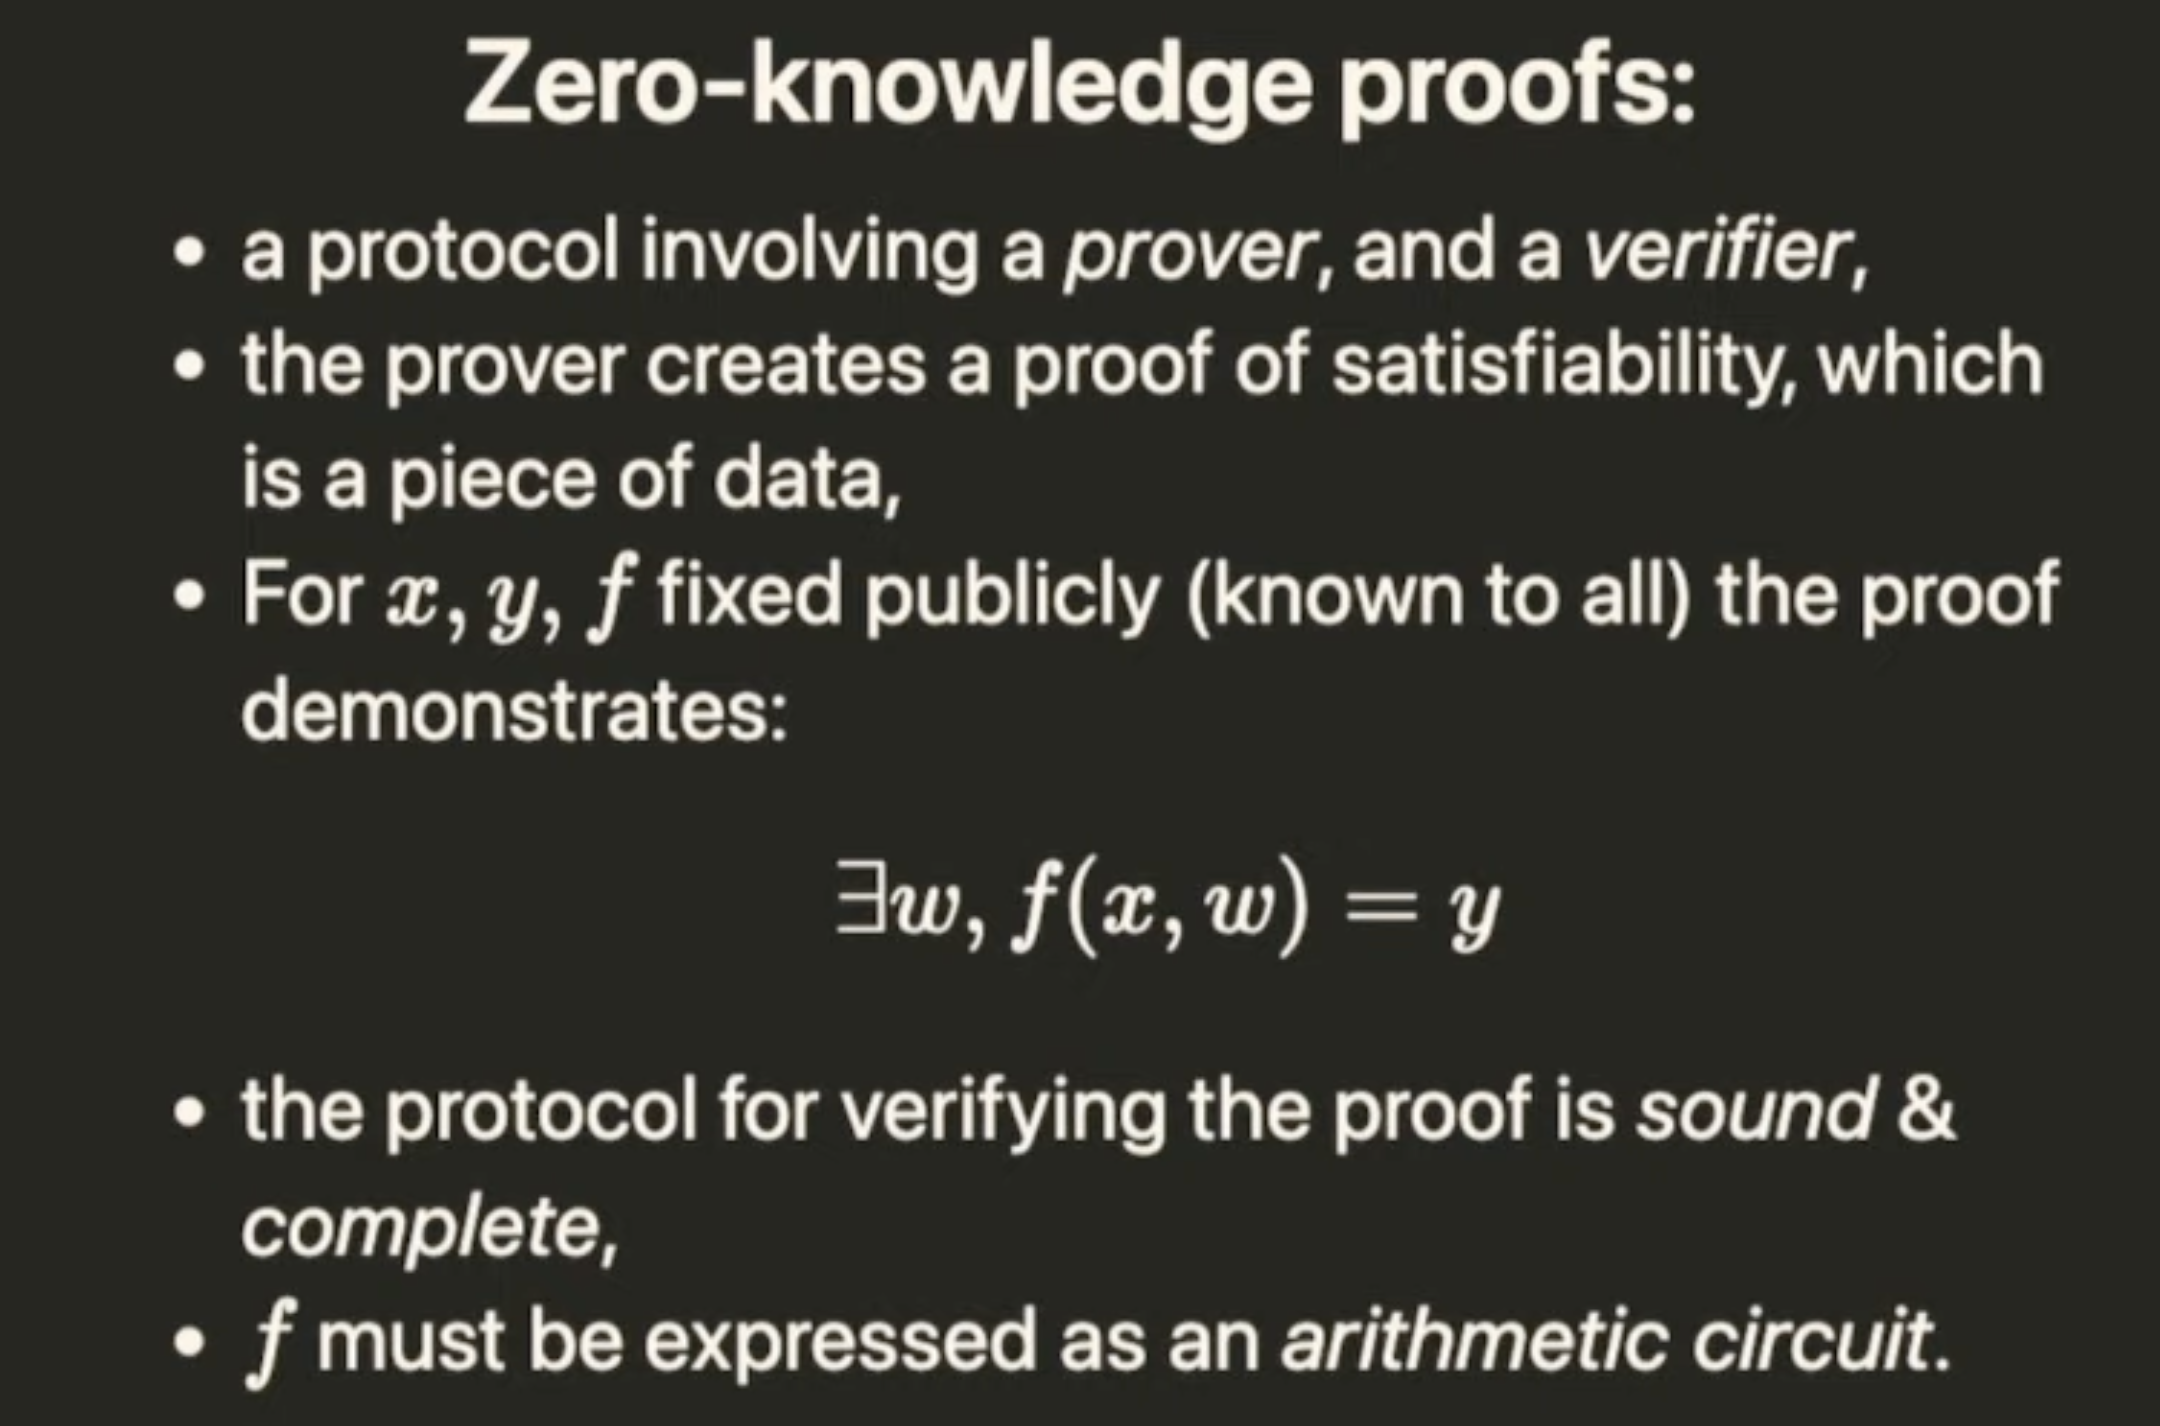 Zero-knowledge proofs:
• a protocol involving a prover, and a verifier,
• the prover creates a proof of satisfiability, which
is a piece of data,
• For x, y, f fixed publicly (known to all) the proof
demonstrates:
∃w, f(x, w) = y
• the protocol for verifying the proof is sound &
complete,
• f must be expressed as an arithmetic circuit.